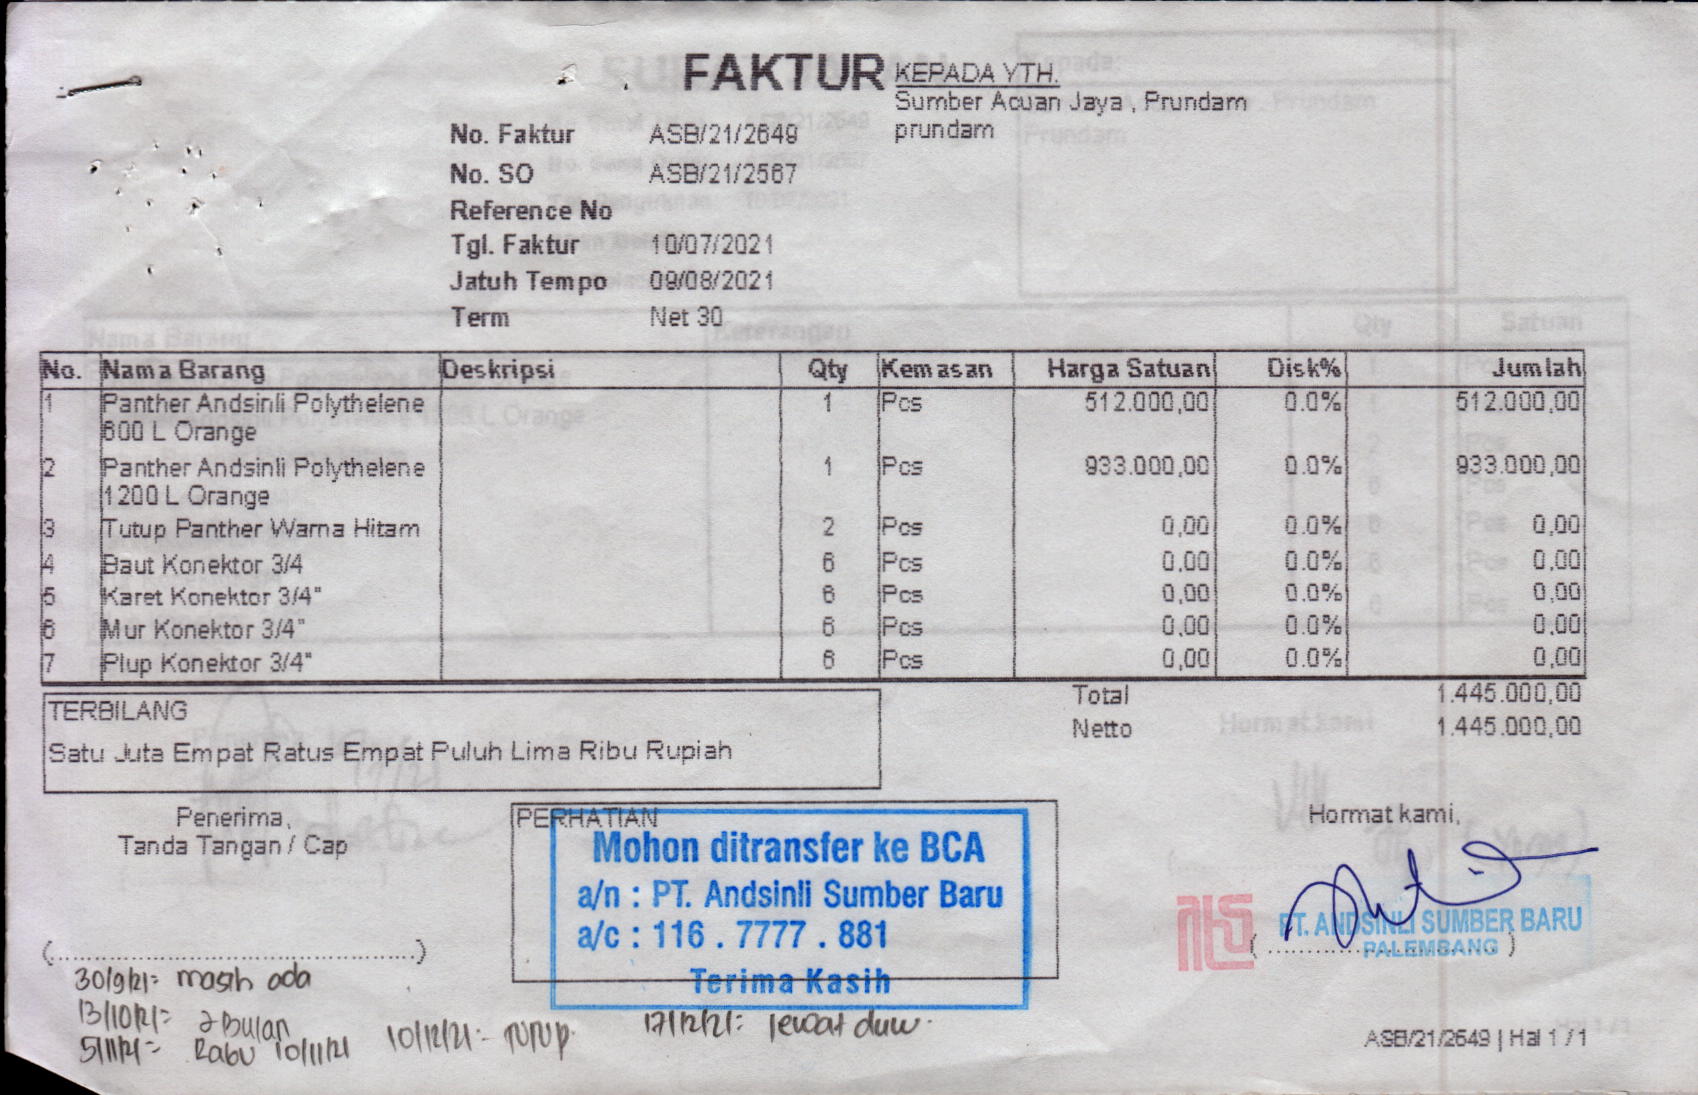 FAKTUR
KEPADA YTH.
Sumber Acuan Jaya , Prundam
prundam
No. Faktur ASB/21/2649
No. SO ASB/21/2567
Reference No
Tgl. Faktur 10/07/2021
Jatuh Tempo 09/08/2021
Term Net 30
No. Nama Barang Deskripsi Qty Kemasan Harga Satuan Disk% Jumlah
1 Panther Andsinli Polythelene 1 Pcs 512.000,00 0.0% 512.000,00
600 L Orange
2 Panther Andsinli Polythelene 1 Pcs 933.000,00 0.0% 933.000,00
1200 L Orange
3 Tutup Panther Warna Hitam 2 Pcs 0,00 0.0% 0,00
4 Baut Konektor 3/4 6 Pcs 0,00 0.0% 0,00
5 Karet Konektor 3/4" 6 Pcs 0,00 0.0% 0,00
6 Mur Konektor 3/4" 6 Pcs 0,00 0.0% 0,00
7 Plup Konektor 3/4" 6 Pcs 0,00 0.0% 0,00
Total 1.445.000,00
Netto 1.445.000,00
TERBILANG
Satu Juta Empat Ratus Empat Puluh Lima Ribu Rupiah
Penerima,
Tanda Tangan / Cap
(........................................)
PERHATIAN
Mohon ditransfer ke BCA
a/n : PT. Andsinli Sumber Baru
a/c : 116 . 7777 . 881
Terima Kasih
Hormat kami,
PT. ANDSINLI SUMBER BARU
PALEMBANG
30/9/21: masih ada
13/10/21: 2 Bulan
5/11/21: Rabu 10/11/21
10/12/21: TUTUP
17/12/21: lewat dulu.
ASB/21/2649 | Hal 1 / 1